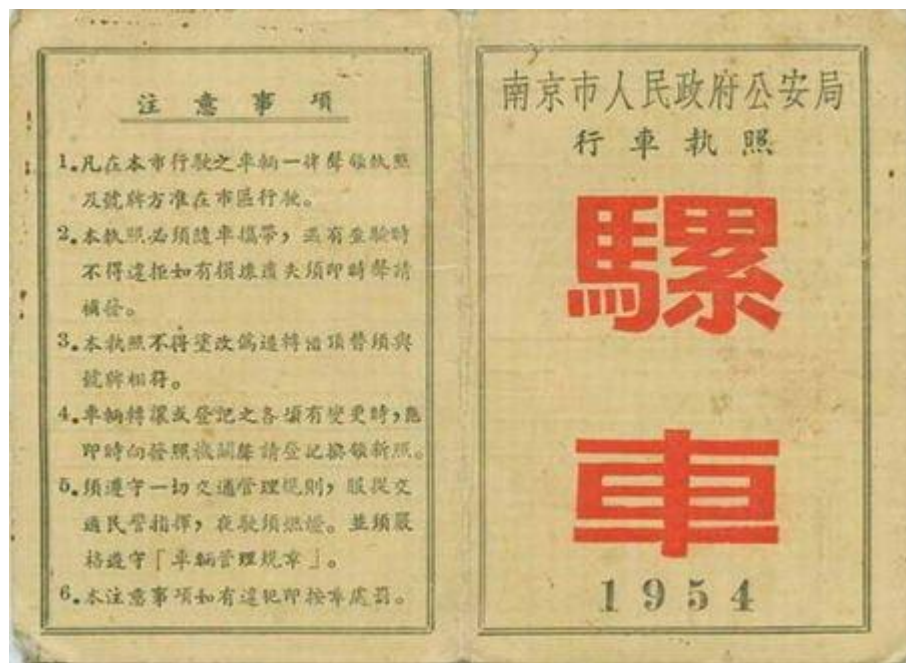 注意事項
1.凡在本市行駛之車輛一律聲領執照
及號牌方准在市區行駛。
2.本執照必須隨車攜帶，遇有查驗時
不得違拒如有損壞遺失須即時聲請
補發。
3.本執照不得塗改偽造轉借頂替須與
號牌相符。
4.車輛轉讓或登記之各項有變更時，應
即時向發照機關聲請登記換領新照。
5.須遵守一切交通管理規則，服從交
通民警指揮，夜駛須燃燈。並須嚴
格遵守「車輛管理規章」。
6.本注意事項如有違犯即按章處罰。
南京市人民政府公安局
行車執照
騾
車
1954